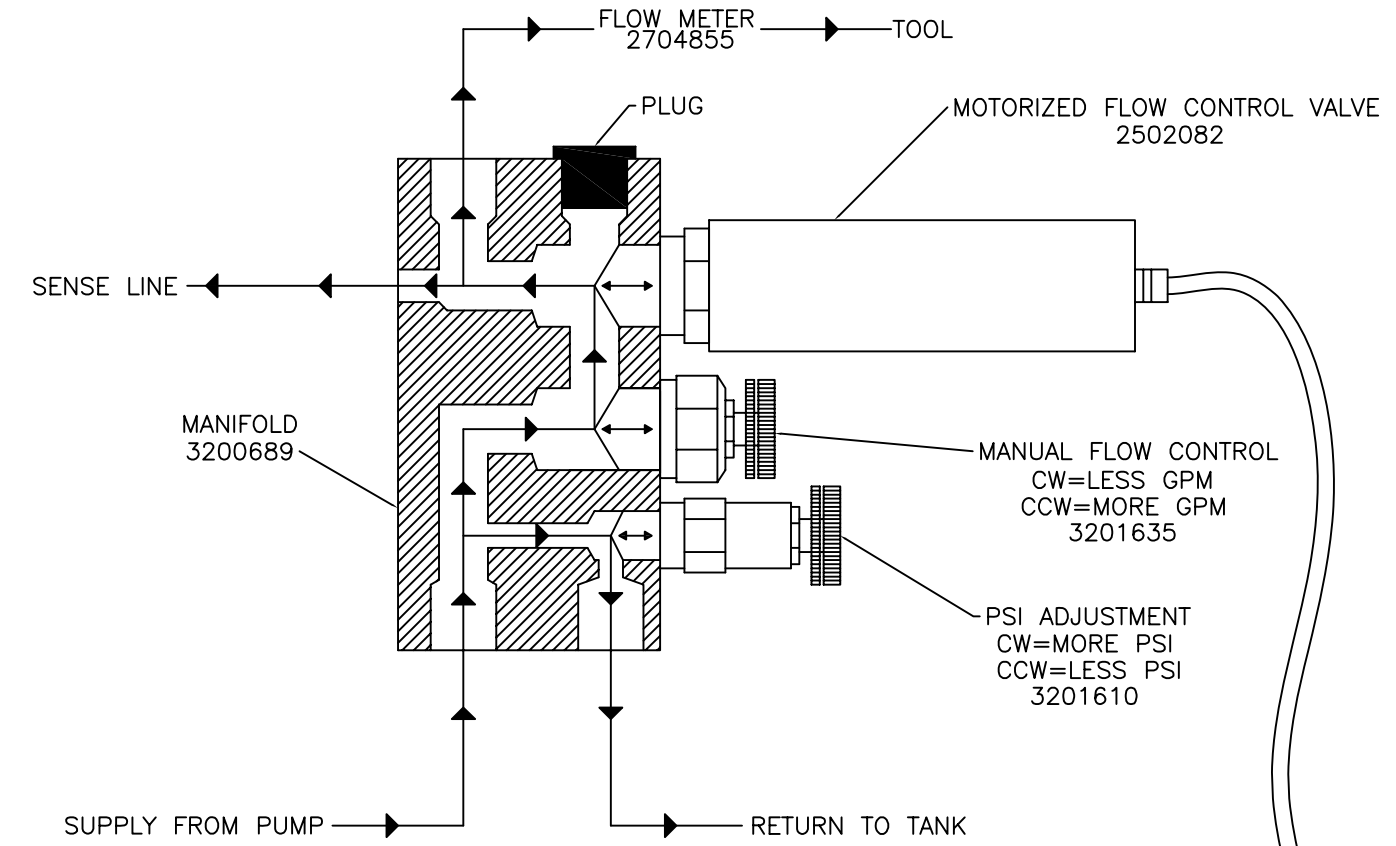 FLOW METER
2704855
TOOL
PLUG
MOTORIZED FLOW CONTROL VALVE
2502082
SENSE LINE
MANIFOLD
3200689
MANUAL FLOW CONTROL
CW=LESS GPM
CCW=MORE GPM
3201635
PSI ADJUSTMENT
CW=MORE PSI
CCW=LESS PSI
3201610
SUPPLY FROM PUMP
RETURN TO TANK